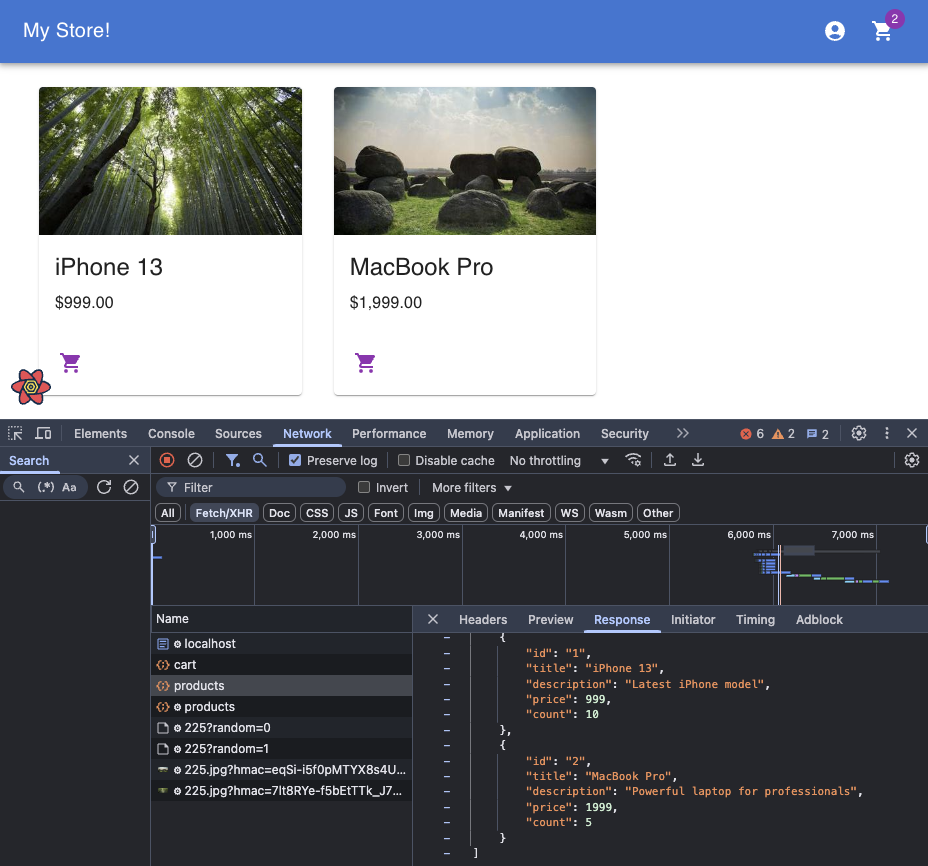 My Store!
2
iPhone 13
$999.00
MacBook Pro
$1,999.00
Elements Console Sources Network Performance Memory Application Security 6 2 2
Search
Preserve log Disable cache No throttling
(.*) Aa
Filter Invert More filters
All Fetch/XHR Doc CSS JS Font Img Media Manifest WS Wasm Other
1,000 ms 2,000 ms 3,000 ms 4,000 ms 5,000 ms 6,000 ms 7,000 ms
Name
localhost
cart
products
products
225?random=0
225?random=1
225.jpg?hmac=eqSi-i5f0pMTYX8s4U...
225.jpg?hmac=7lt8RYe-f5bEtTTk_J7...
Headers Preview Response Initiator Timing Adblock
{
"id": "1",
"title": "iPhone 13",
"description": "Latest iPhone model",
"price": 999,
"count": 10
},
{
"id": "2",
"title": "MacBook Pro",
"description": "Powerful laptop for professionals",
"price": 1999,
"count": 5
}
]